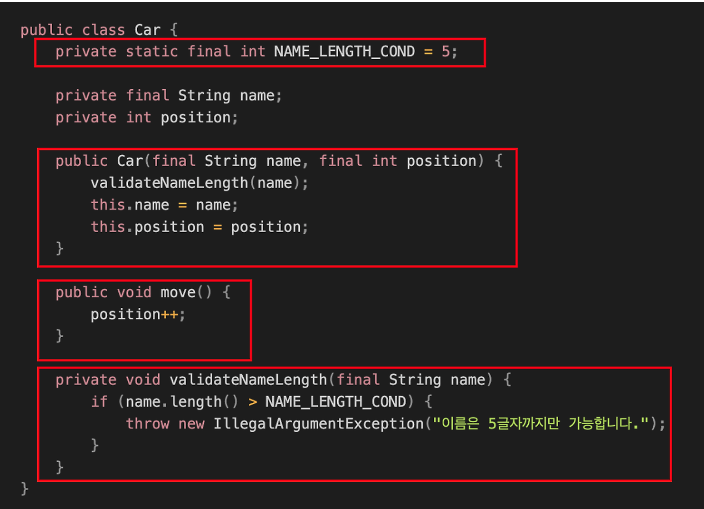 public class Car {
    private static final int NAME_LENGTH_COND = 5;

    private final String name;
    private int position;

    public Car(final String name, final int position) {
        validateNameLength(name);
        this.name = name;
        this.position = position;
    }

    public void move() {
        position++;
    }

    private void validateNameLength(final String name) {
        if (name.length() > NAME_LENGTH_COND) {
            throw new IllegalArgumentException("이름은 5글자까지만 가능합니다.");
        }
    }
}